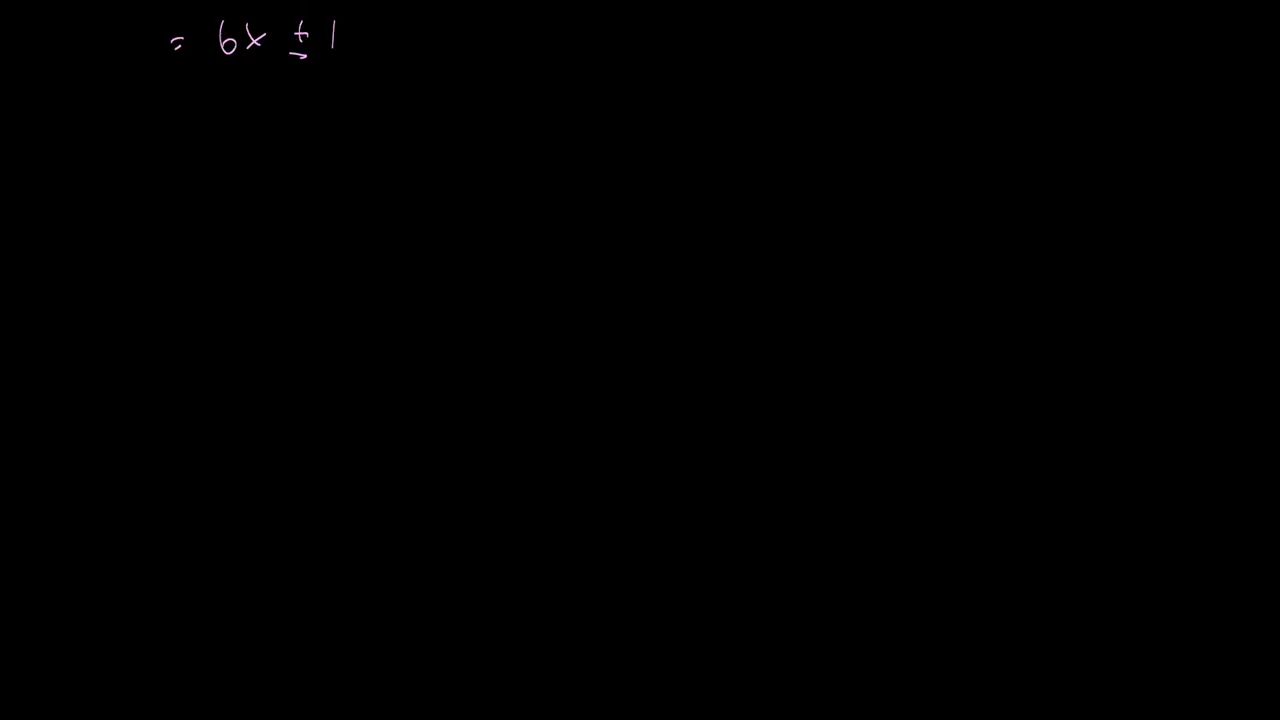 = 6x ± 1